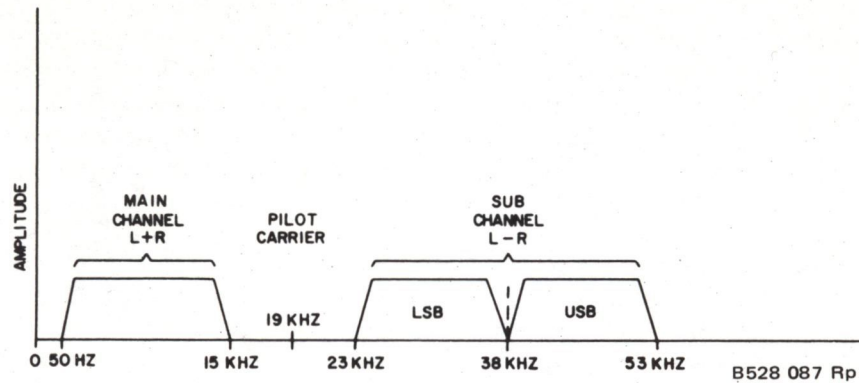 AMPLITUDE
MAIN
CHANNEL
L+R
PILOT
CARRIER
SUB
CHANNEL
L-R
LSB
USB
19 KHZ
0 50 HZ
15 KHZ
23 KHZ
38 KHZ
53 KHZ
B528 087 Rp